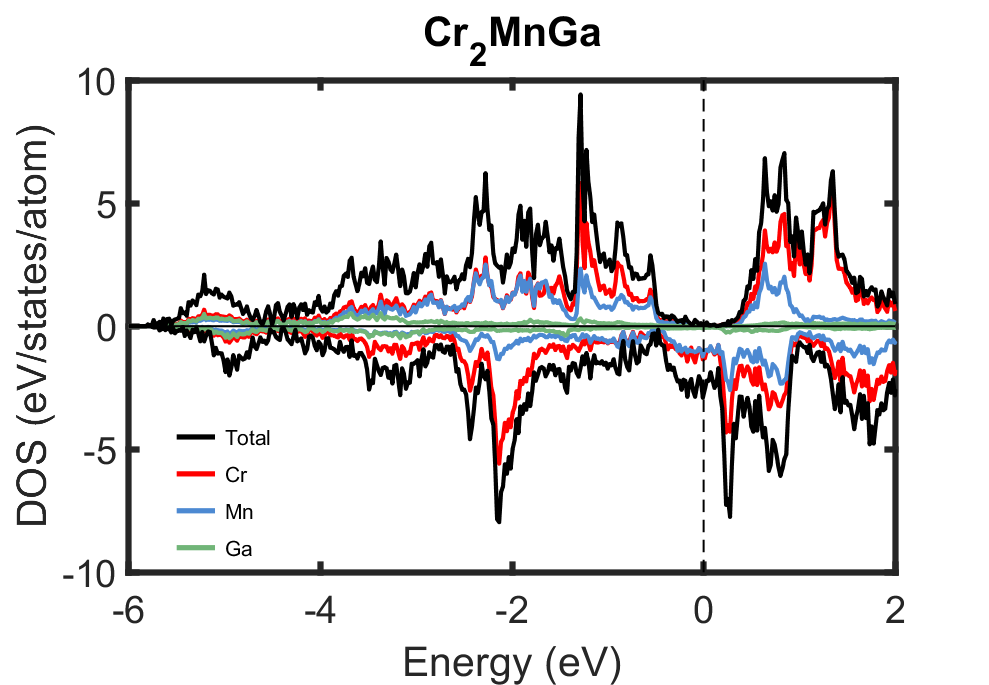 Cr2MnGa
10
5
0
-5
-10
DOS (eV/states/atom)
Total
Cr
Mn
Ga
-6
-4
-2
0
2
Energy (eV)